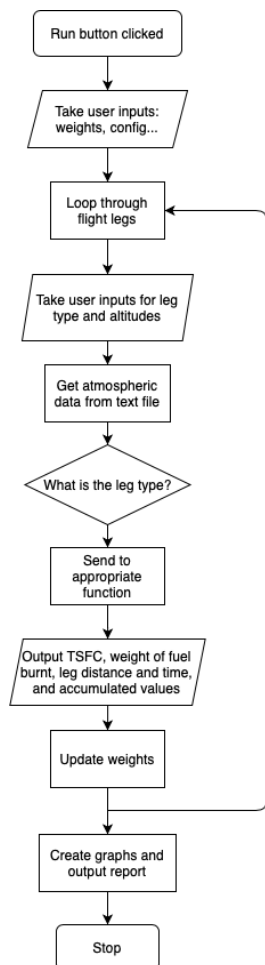 Run button clicked
Take user inputs:
weights, config...
Loop through
flight legs
Take user inputs for leg
type and altitudes
Get atmospheric
data from text file
What is the leg type?
Send to
appropriate
function
Output TSFC, weight of fuel
burnt, leg distance and time,
and accumulated values
Update weights
Create graphs and
output report
Stop